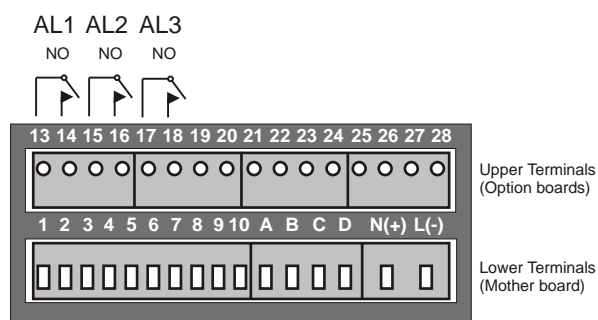 AL1 AL2 AL3
NO NO NO
13 14 15 16 17 18 19 20 21 22 23 24 25 26 27 28
Upper Terminals
(Option boards)
1 2 3 4 5 6 7 8 9 10 A B C D N(+) L(-)
Lower Terminals
(Mother board)